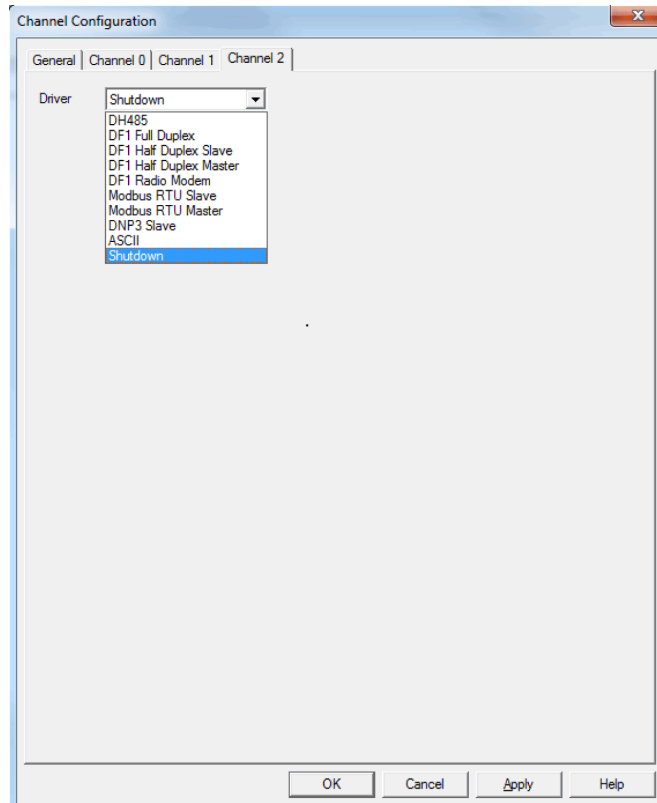 Channel Configuration
General Channel 0 Channel 1 Channel 2
Driver Shutdown
DH485
DF1 Full Duplex
DF1 Half Duplex Slave
DF1 Half Duplex Master
DF1 Radio Modem
Modbus RTU Slave
Modbus RTU Master
DNP3 Slave
ASCII
Shutdown
OK Cancel Apply Help